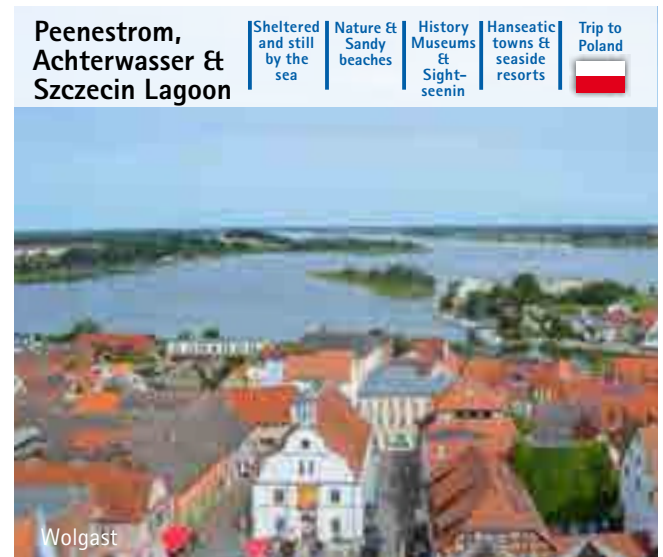 Peenestrom,
Achterwasser &
Szczecin Lagoon
Sheltered
and still
by the
sea
Nature &
Sandy
beaches
History
Museums
&
Sight-
seenin
Hanseatic
towns &
seaside
resorts
Trip to
Poland
Wolgast